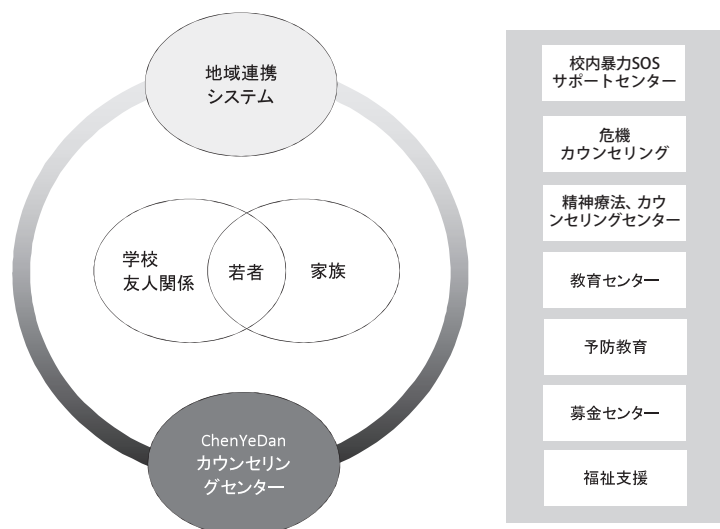 地域連携
システム
学校
友人関係
若者
家族
ChenYeDan
カウンセリン
グセンター
校内暴力SOS
サポートセンター
危機
カウンセリング
精神療法、カウ
ンセリングセンター
教育センター
予防教育
募金センター
福祉支援